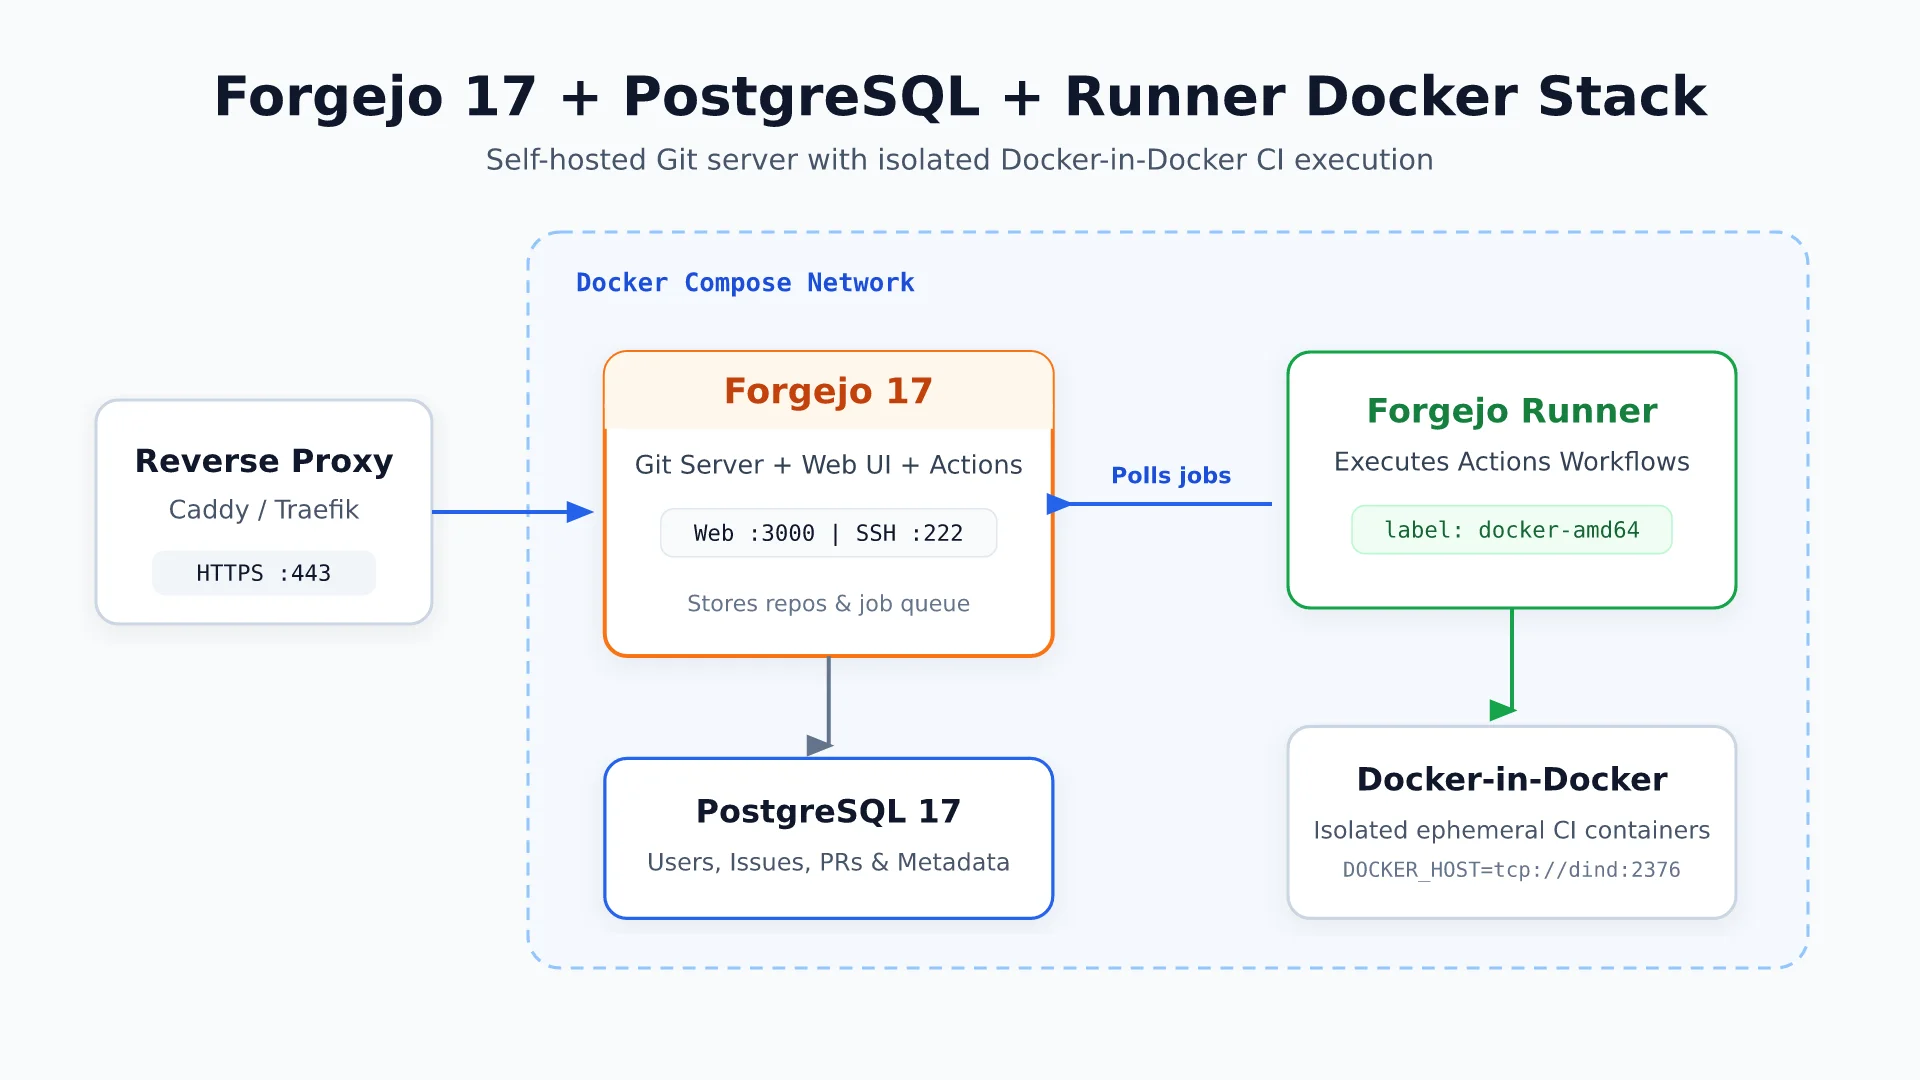 Forgejo 17 + PostgreSQL + Runner Docker Stack
Self-hosted Git server with isolated Docker-in-Docker CI execution
Docker Compose Network
Reverse Proxy
Caddy / Traefik
HTTPS :443
Forgejo 17
Git Server + Web UI + Actions
Web :3000 | SSH :222
Stores repos & job queue
Polls jobs
Forgejo Runner
Executes Actions Workflows
label: docker-amd64
PostgreSQL 17
Users, Issues, PRs & Metadata
Docker-in-Docker
Isolated ephemeral CI containers
DOCKER_HOST=tcp://dind:2376